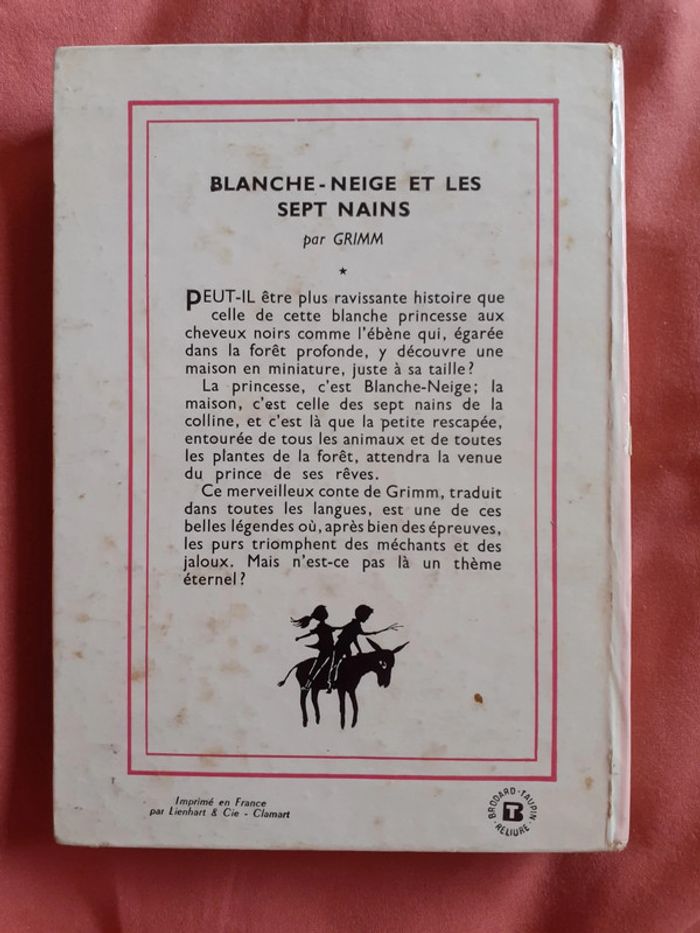 BLANCHE-NEIGE ET LES
SEPT NAINS
par GRIMM
★
PEUT-IL être plus ravissante histoire que
celle de cette blanche princesse aux
cheveux noirs comme l'ébène qui, égarée
dans la forêt profonde, y découvre une
maison en miniature, juste à sa taille ?
La princesse, c'est Blanche-Neige; la
maison, c'est celle des sept nains de la
colline, et c'est là que la petite rescapée,
entourée de tous les animaux et de toutes
les plantes de la forêt, attendra la venue
du prince de ses rêves.
Ce merveilleux conte de Grimm, traduit
dans toutes les langues, est une de ces
belles légendes où, après bien des épreuves,
les purs triomphent des méchants et des
jaloux. Mais n'est-ce pas là un thème
éternel ?
Imprimé en France
par Lienhart & Cie - Clamart
BRODARD-TAUPIN
BT
RELIURE